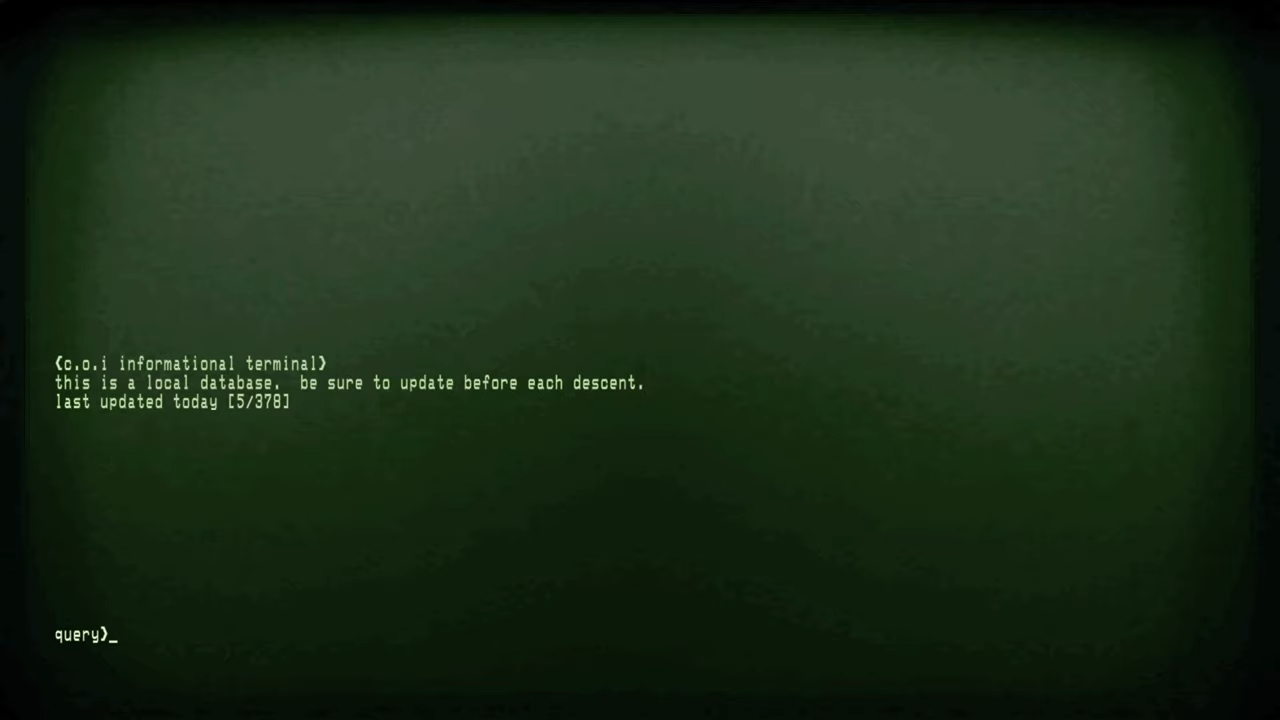 {c.o.i informational terminal}
this is a local database.  be sure to update before each descent.
last updated today [5/378]
query}_